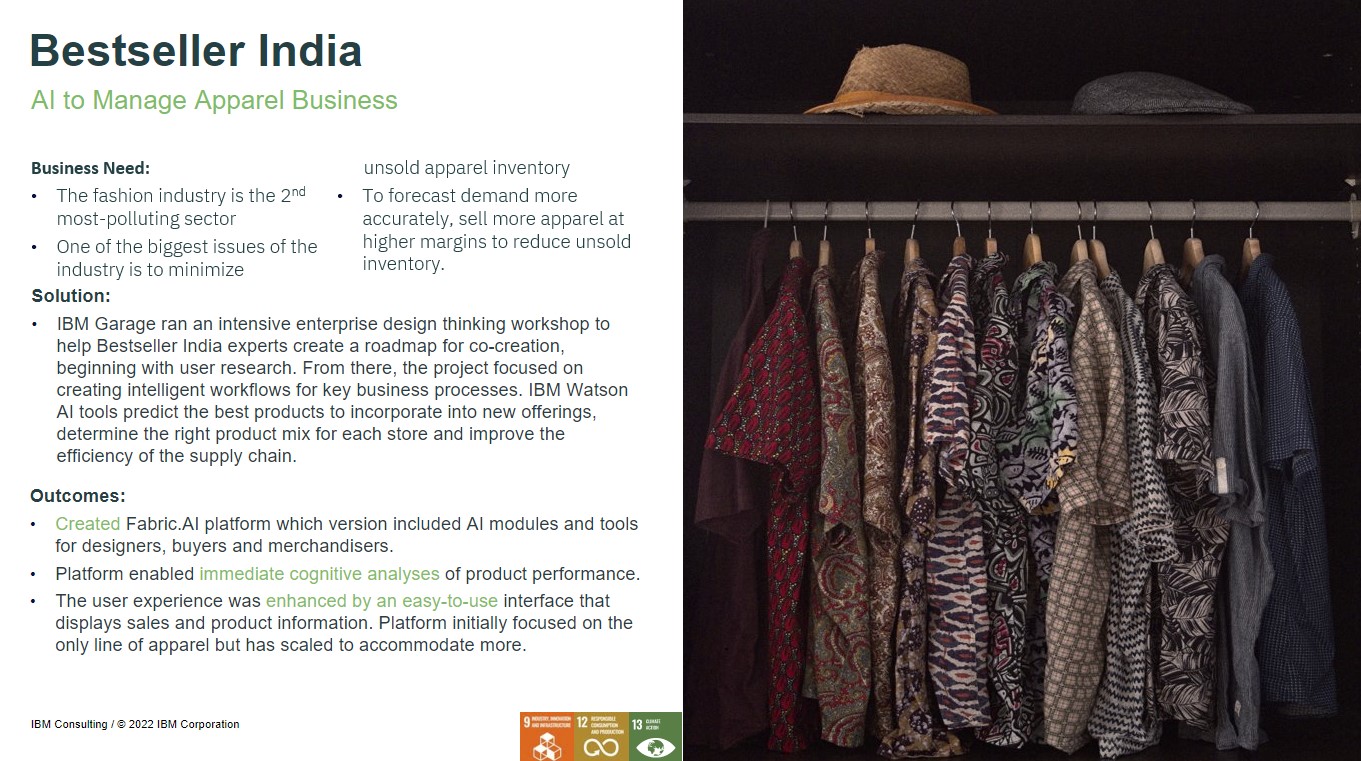 Bestseller India
AI to Manage Apparel Business
Business Need:
• The fashion industry is the 2nd
most-polluting sector
• One of the biggest issues of the
industry is to minimize
unsold apparel inventory
• To forecast demand more
accurately, sell more apparel at
higher margins to reduce unsold
inventory.
Solution:
• IBM Garage ran an intensive enterprise design thinking workshop to
help Bestseller India experts create a roadmap for co-creation,
beginning with user research. From there, the project focused on
creating intelligent workflows for key business processes. IBM Watson
AI tools predict the best products to incorporate into new offerings,
determine the right product mix for each store and improve the
efficiency of the supply chain.
Outcomes:
• Created Fabric.AI platform which version included AI modules and tools
for designers, buyers and merchandisers.
• Platform enabled immediate cognitive analyses of product performance.
• The user experience was enhanced by an easy-to-use interface that
displays sales and product information. Platform initially focused on the
only line of apparel but has scaled to accommodate more.
IBM Consulting / © 2022 IBM Corporation
9 INDUSTRY, INNOVATION
AND INFRASTRUCTURE
12 RESPONSIBLE
CONSUMPTION
AND PRODUCTION
13 CLIMATE
ACTION